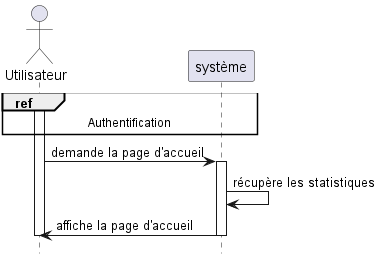 Utilisateur
système
ref
Authentification
demande la page d'accueil
récupère les statistiques
affiche la page d'accueil